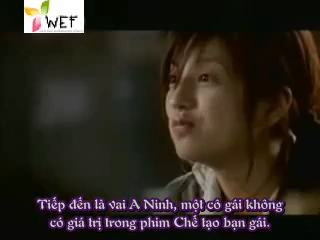 WEF
Tiếp đến là vai A Ninh, một cô gái không
có giá trị trong phim Chế tạo bạn gái.